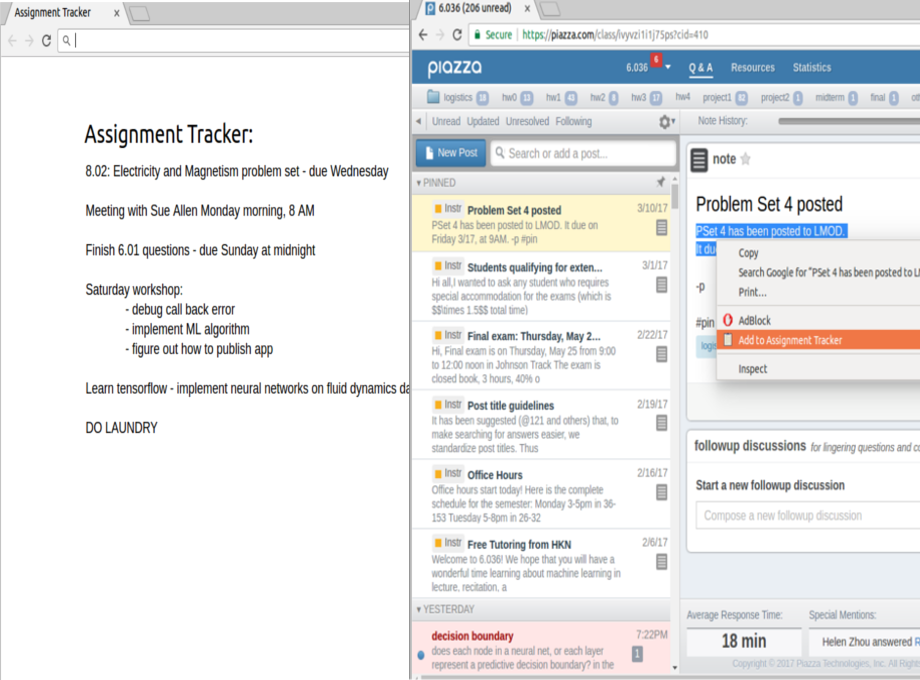 Assignment Tracker
Assignment Tracker:
8.02: Electricity and Magnetism problem set - due Wednesday
Meeting with Sue Allen Monday morning, 8 AM
Finish 6.01 questions - due Sunday at midnight
Saturday workshop:
- debug call back error
- implement ML algorithm
- figure out how to publish app
Learn tensorflow - implement neural networks on fluid dynamics da
DO LAUNDRY
6.036 (206 unread)
Secure https://piazza.com/class/ivyvzi1i1j75ps?cid=410
piazza 6.036 6 Q & A Resources Statistics
logistics hw0 hw1 hw2 hw3 hw4 project1 project2 midterm final
Unread Updated Unresolved Following
Note History:
New Post Search or add a post...
PINNED
Instr Problem Set 4 posted 3/10/17
PSet 4 has been posted to LMOD. It due on
Friday 3/17, at 9AM. -p #pin
Instr Students qualifying for exten... 3/1/17
Hi all,I wanted to ask any student who requires
special accommodation for the exams (which is
$$\times 1.5$$ total time)
Instr Final exam: Thursday, May 2... 2/22/17
Hi, Final exam is on Thursday, May 25 from 9:00
to 12:00 noon in Johnson Track The exam is
closed book, 3 hours, 40% o
Instr Post title guidelines 2/19/17
It has been suggested (@121 and others) that, to
make searching for answers easier, we
standardize post titles. Thus
Instr Office Hours 2/16/17
Office hours start today! Here is the complete
schedule for the semester: Monday 3-5pm in 36-
153 Tuesday 5-8pm in 26-32
Instr Free Tutoring from HKN 2/6/17
Welcome to 6.036! We hope that you will have a
wonderful time learning about machine learning in
lecture, recitation, a
YESTERDAY
decision boundary 7:22PM
does each node in a neural net, or each layer 1
represent a predictive decision boundary? in the
note
Problem Set 4 posted
PSet 4 has been posted to LMOD.
It du
-p
#pin
logi
Copy
Search Google for "PSet 4 has been posted to LM
Print...
AdBlock
Add to Assignment Tracker
Inspect
followup discussions for lingering questions and co
Start a new followup discussion
Compose a new followup discussion
Average Response Time: Special Mentions:
18 min Helen Zhou answered R
Copyright © 2017 Piazza Technologies, Inc. All Rights